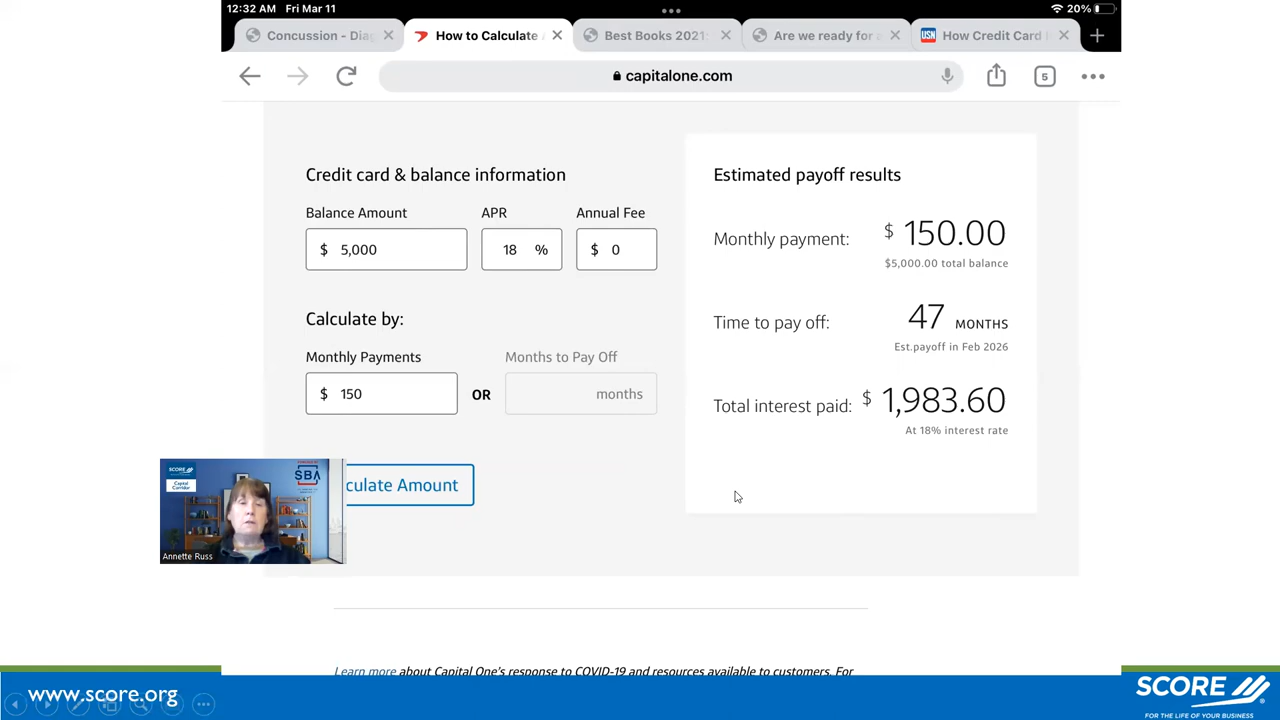 12:32 AM Fri Mar 11
20%
Concussion - Dia
How to Calculate
Best Books 2021
Are we ready for a
USN How Credit Card I
capitalone.com
5
Credit card & balance information
Balance Amount APR Annual Fee
$ 5,000 18 % $ 0
Calculate by:
Monthly Payments Months to Pay Off
$ 150 OR months
culate Amount
Estimated payoff results
Monthly payment: $ 150.00
$5,000.00 total balance
Time to pay off: 47 MONTHS
Est.payoff in Feb 2026
Total interest paid: $ 1,983.60
At 18% interest rate
SCORE
Capital
Corridor
SBA
Annette Russ
Learn more about Capital One's response to COVID-19 and resources available to customers. For
www.score.org
SCORE
FOR THE LIFE OF YOUR BUSINESS